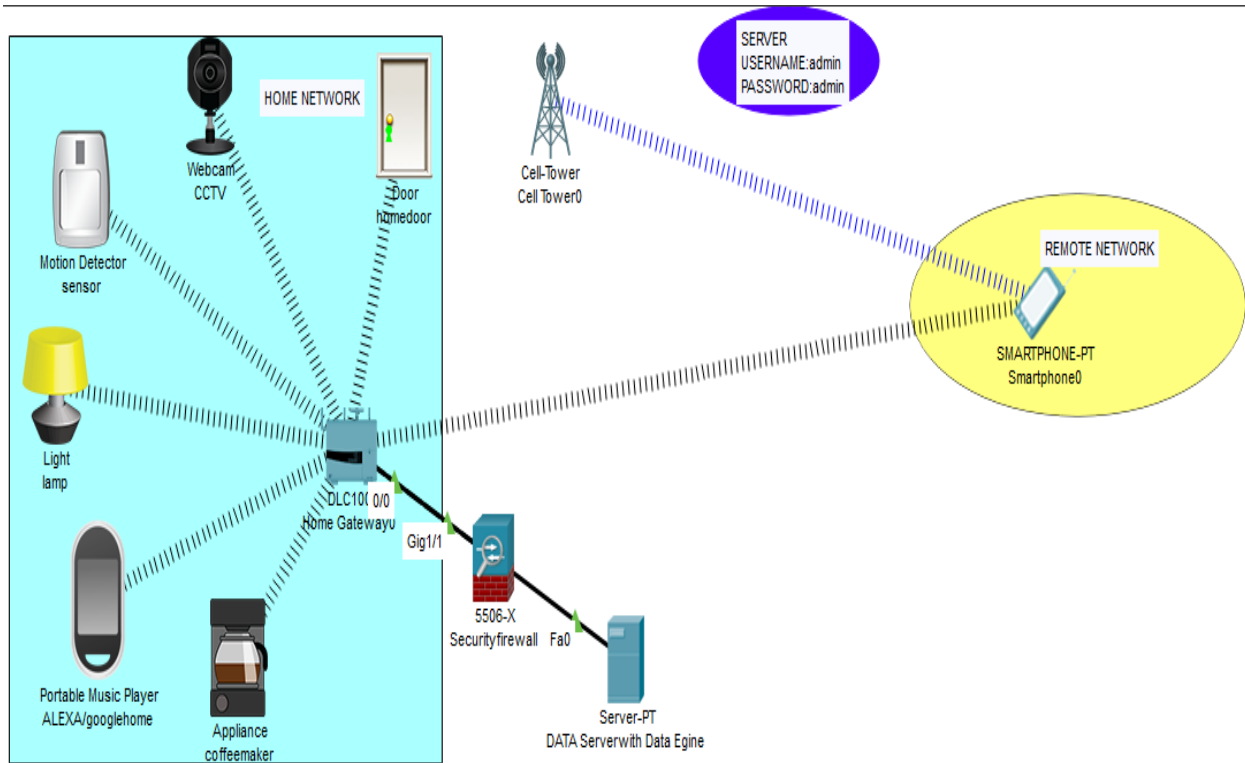 SERVER
USERNAME:admin
PASSWORD:admin
HOME NETWORK
Webcam
CCTV
Door
homedoor
Cell-Tower
Cell Tower0
Motion Detector
sensor
REMOTE NETWORK
SMARTPHONE-PT
Smartphone0
Light
lamp
DLC100
Home Gateway0
0/0
Gig1/1
5506-X
Securityfirewall
Fa0
Portable Music Player
ALEXA/googlehome
Appliance
coffeemaker
Server-PT
DATA Serverwith Data Egine